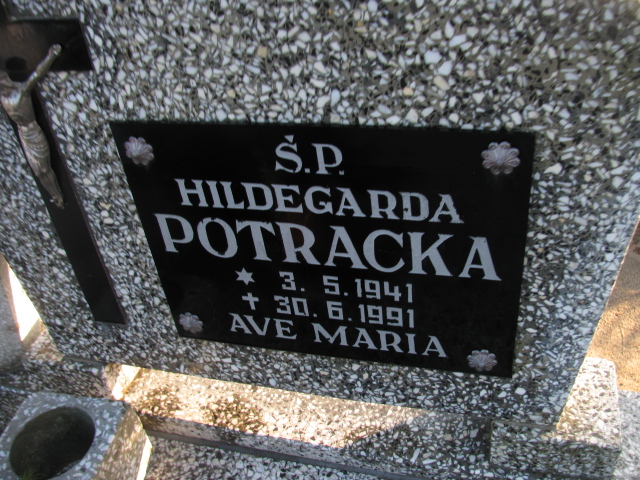 Ś.P.
HILDEGARDA
POTRACKA
* 3. 5. 1941
✝ 30. 6. 1991
AVE MARIA